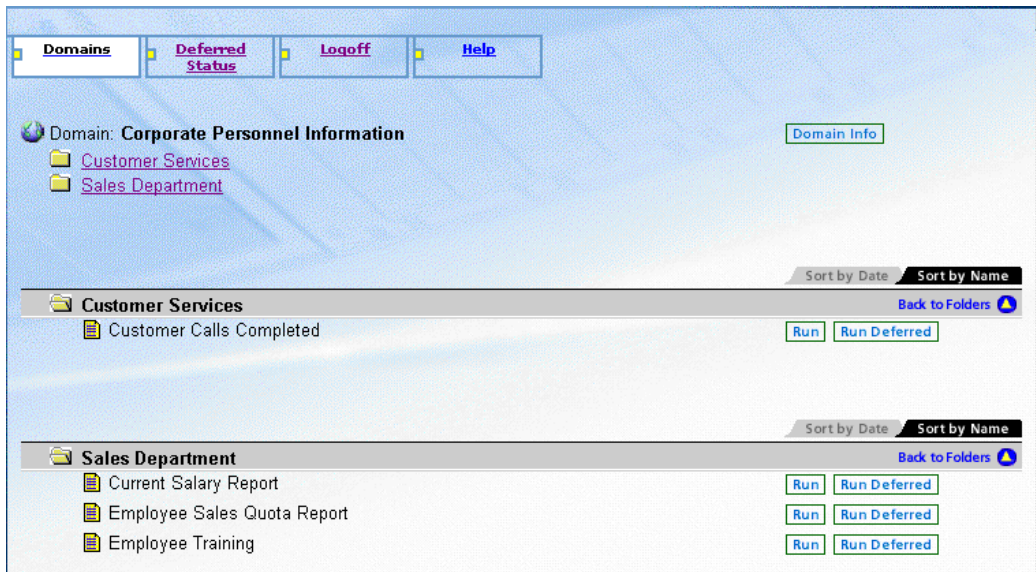 Domains Deferred Status Logoff Help
Domain: Corporate Personnel Information Domain Info
Customer Services
Sales Department
Sort by Date Sort by Name
Customer Services Back to Folders
Customer Calls Completed Run Run Deferred
Sort by Date Sort by Name
Sales Department Back to Folders
Current Salary Report Run Run Deferred
Employee Sales Quota Report Run Run Deferred
Employee Training Run Run Deferred